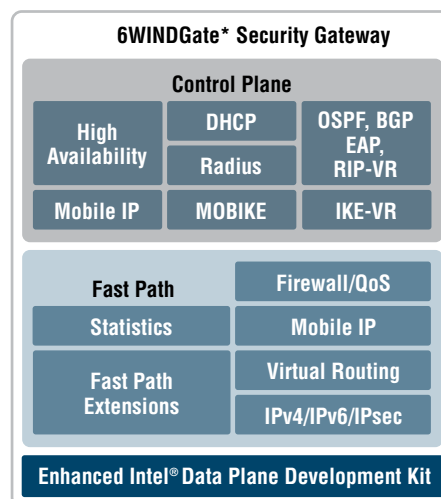 6WINDGate* Security Gateway
Control Plane
High
Availability
DHCP
Radius
OSPF, BGP
EAP,
RIP-VR
Mobile IP
MOBIKE
IKE-VR
Fast Path
Firewall/QoS
Statistics
Mobile IP
Fast Path
Extensions
Virtual Routing
IPv4/IPv6/IPsec
Enhanced Intel® Data Plane Development Kit